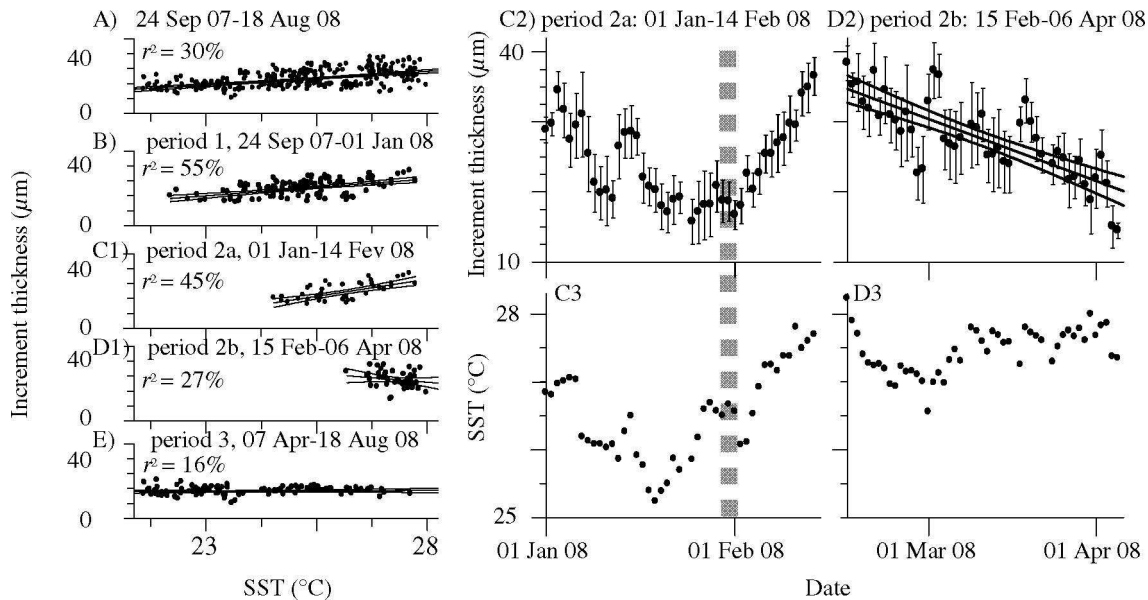 A) 24 Sep 07-18 Aug 08
r² = 30%
40
20
0
B) period 1, 24 Sep 07-01 Jan 08
r² = 55%
40
20
0
C1) period 2a, 01 Jan-14 Fev 08
r² = 45%
40
20
0
D1) period 2b, 15 Feb-06 Apr 08
r² = 27%
40
20
0
E) period 3, 07 Apr-18 Aug 08
r² = 16%
40
20
0
23
28
SST (°C)
Increment thickness (µm)
C2) period 2a: 01 Jan-14 Feb 08
40
10
Increment thickness (µm)
D2) period 2b: 15 Feb-06 Apr 08
C3
28
25
SST (°C)
D3
01 Jan 08
01 Feb 08
01 Mar 08
01 Apr 08
Date